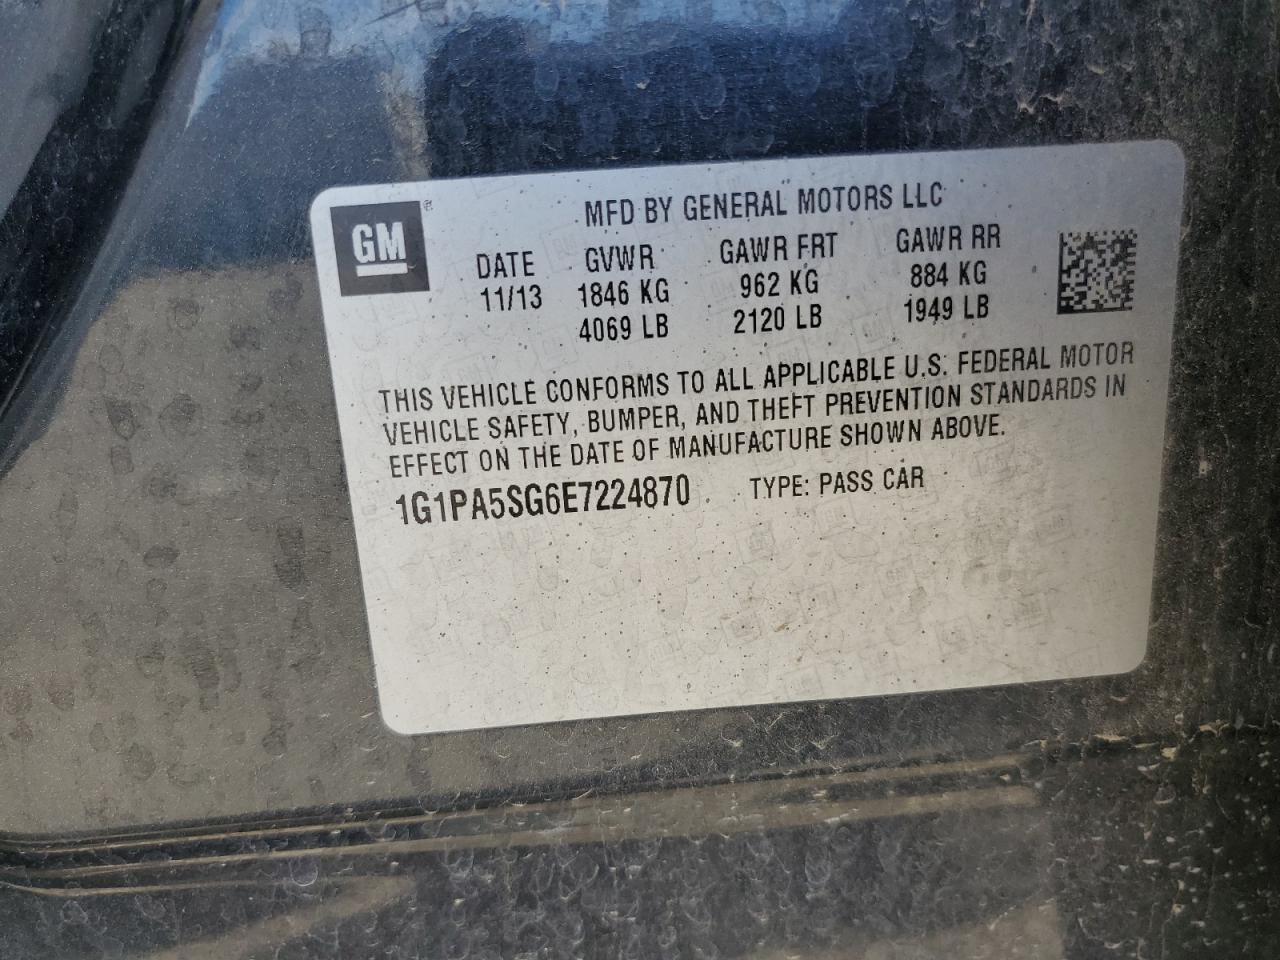 GM®
MFD BY GENERAL MOTORS LLC
DATE GVWR GAWR FRT GAWR RR
11/13 1846 KG 962 KG 884 KG
4069 LB 2120 LB 1949 LB
THIS VEHICLE CONFORMS TO ALL APPLICABLE U.S. FEDERAL MOTOR
VEHICLE SAFETY, BUMPER, AND THEFT PREVENTION STANDARDS IN
EFFECT ON THE DATE OF MANUFACTURE SHOWN ABOVE.
1G1PA5SG6E7224870 TYPE: PASS CAR